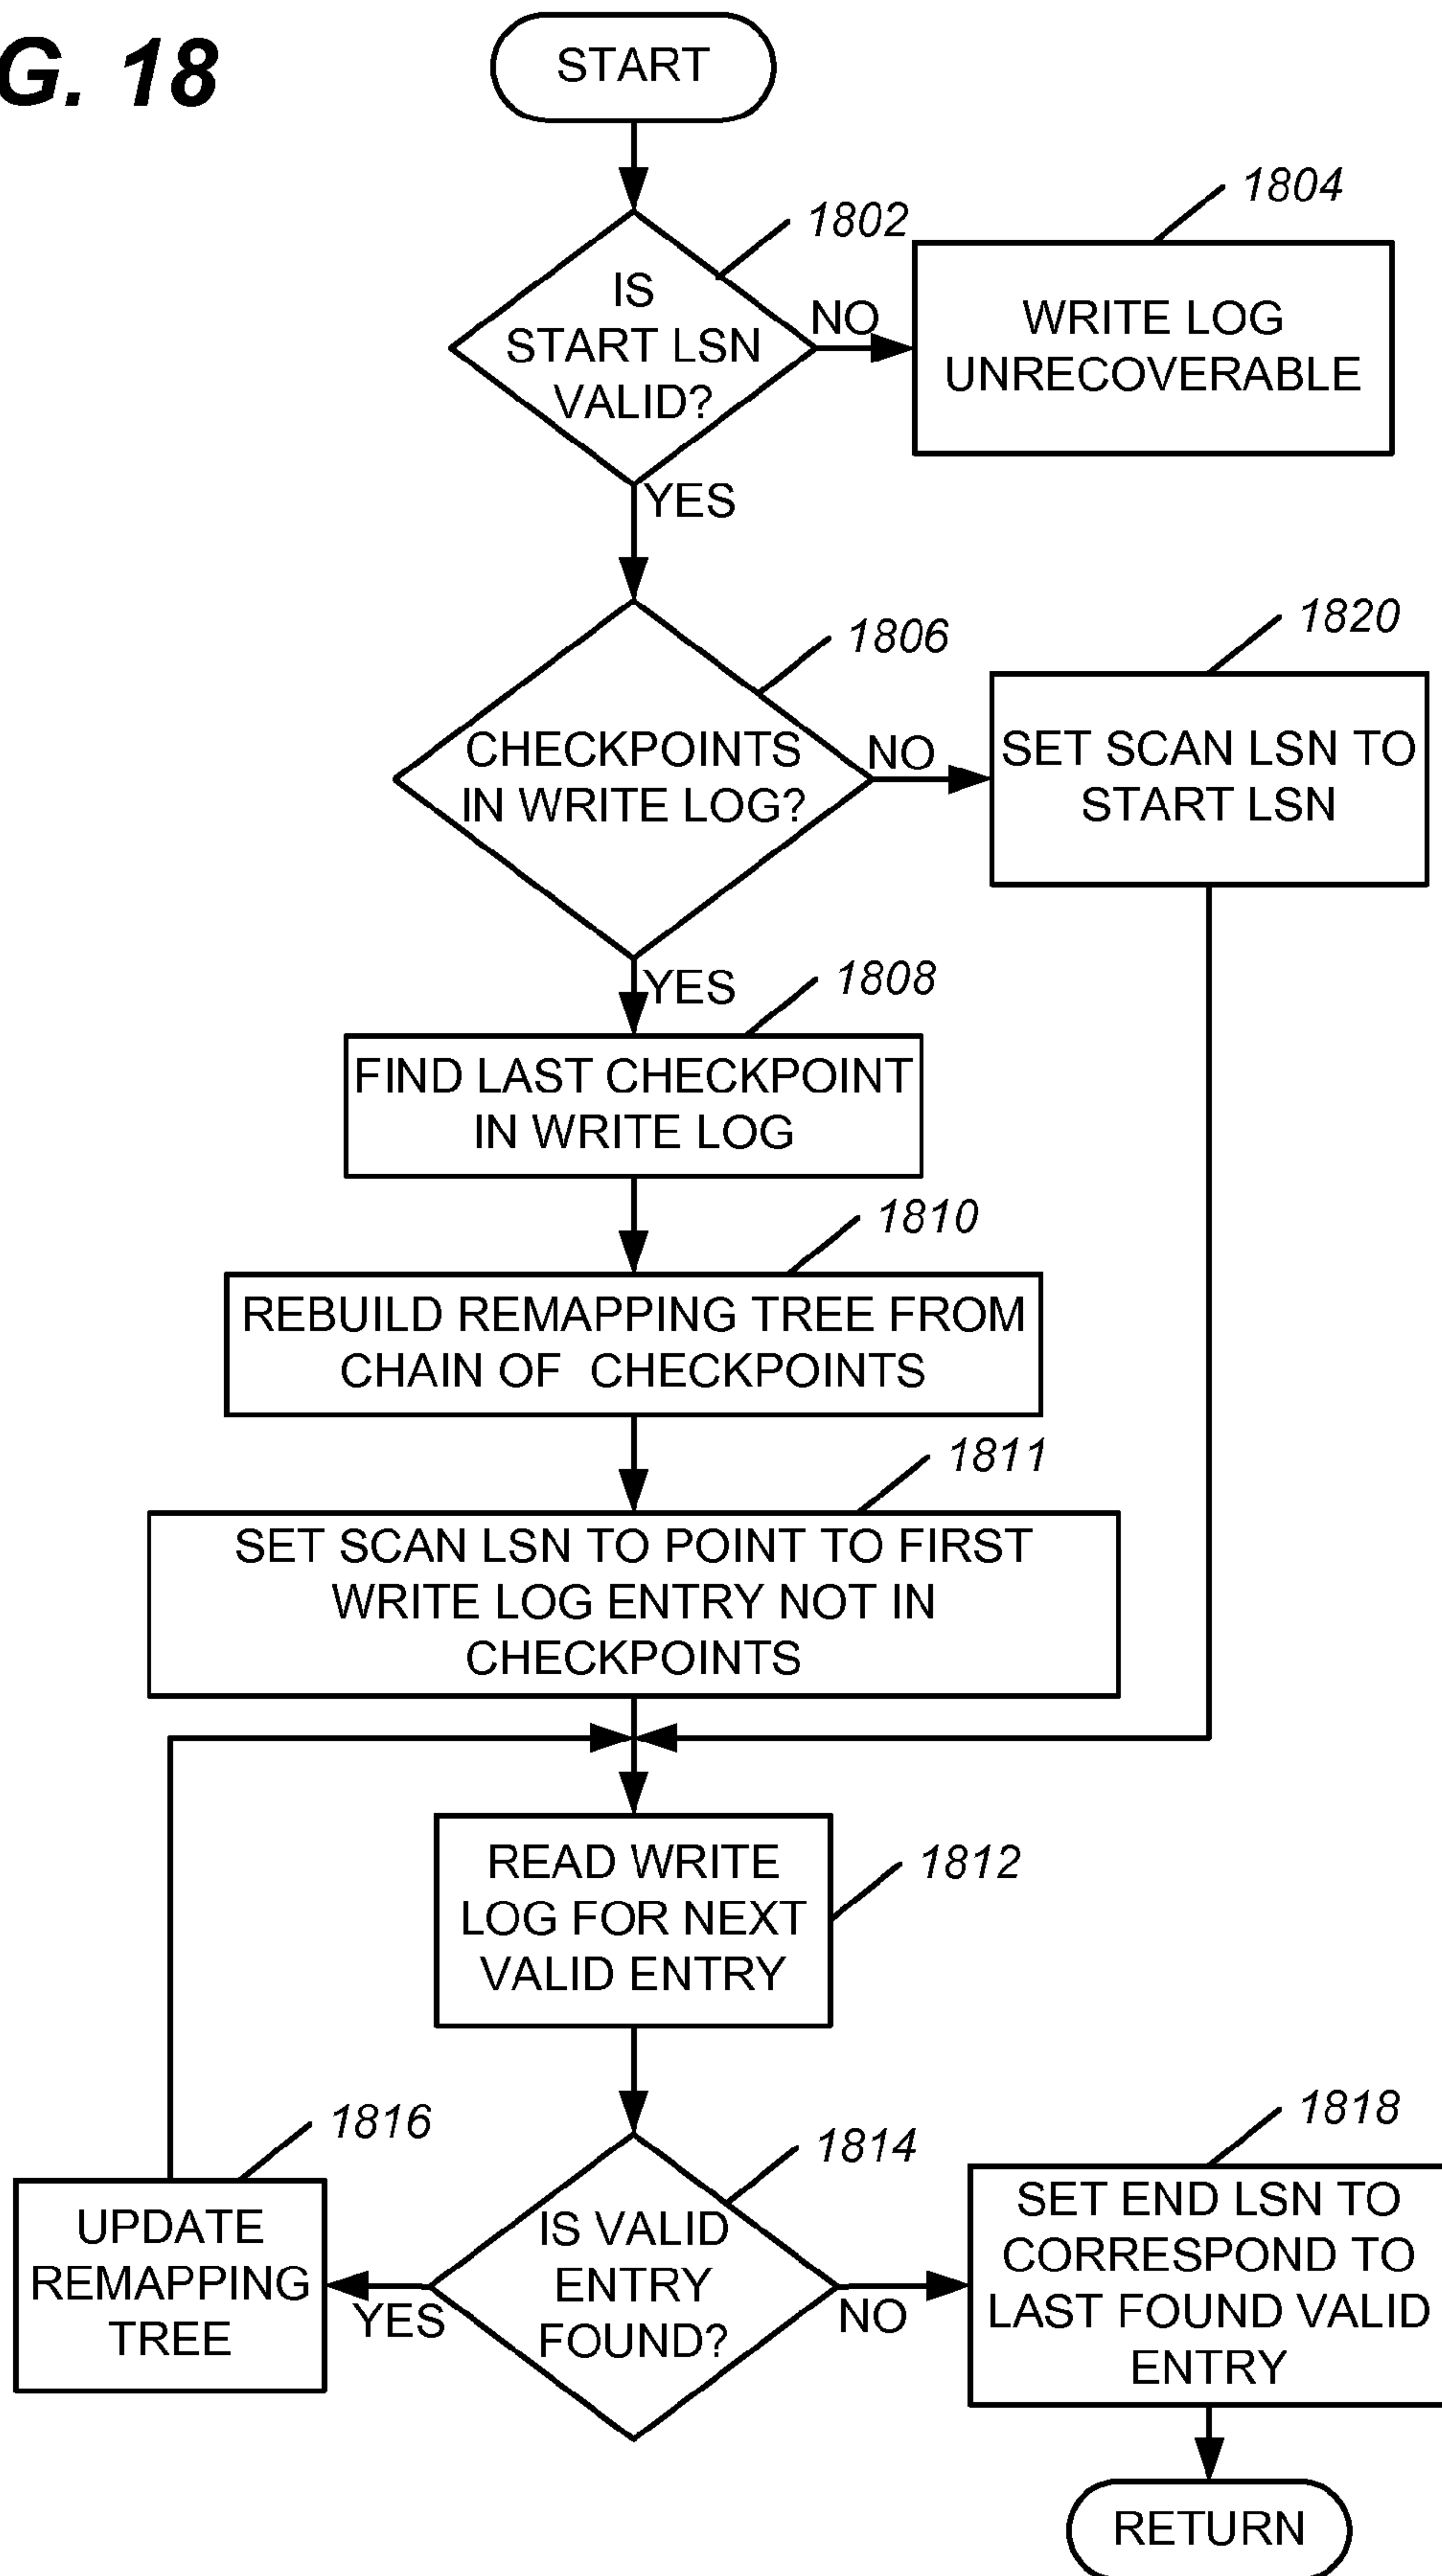 G. 18
START
1802
1804
IS
START LSN
VALID?
NO
WRITE LOG
UNRECOVERABLE
YES
1806
1820
CHECKPOINTS
IN WRITE LOG?
NO
SET SCAN LSN TO
START LSN
YES
1808
FIND LAST CHECKPOINT
IN WRITE LOG
1810
REBUILD REMAPPING TREE FROM
CHAIN OF CHECKPOINTS
1811
SET SCAN LSN TO POINT TO FIRST
WRITE LOG ENTRY NOT IN
CHECKPOINTS
READ WRITE
LOG FOR NEXT
VALID ENTRY
1812
1816
1814
1818
UPDATE
REMAPPING
TREE
YES
IS VALID
ENTRY
FOUND?
NO
SET END LSN TO
CORRESPOND TO
LAST FOUND VALID
ENTRY
RETURN